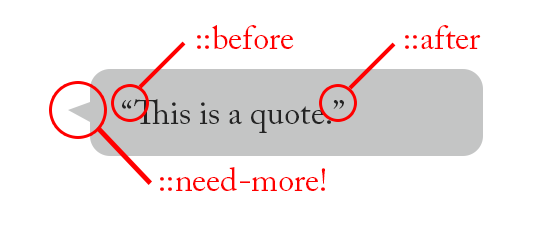 ::before
::after
“This is a quote.”
::need-more!